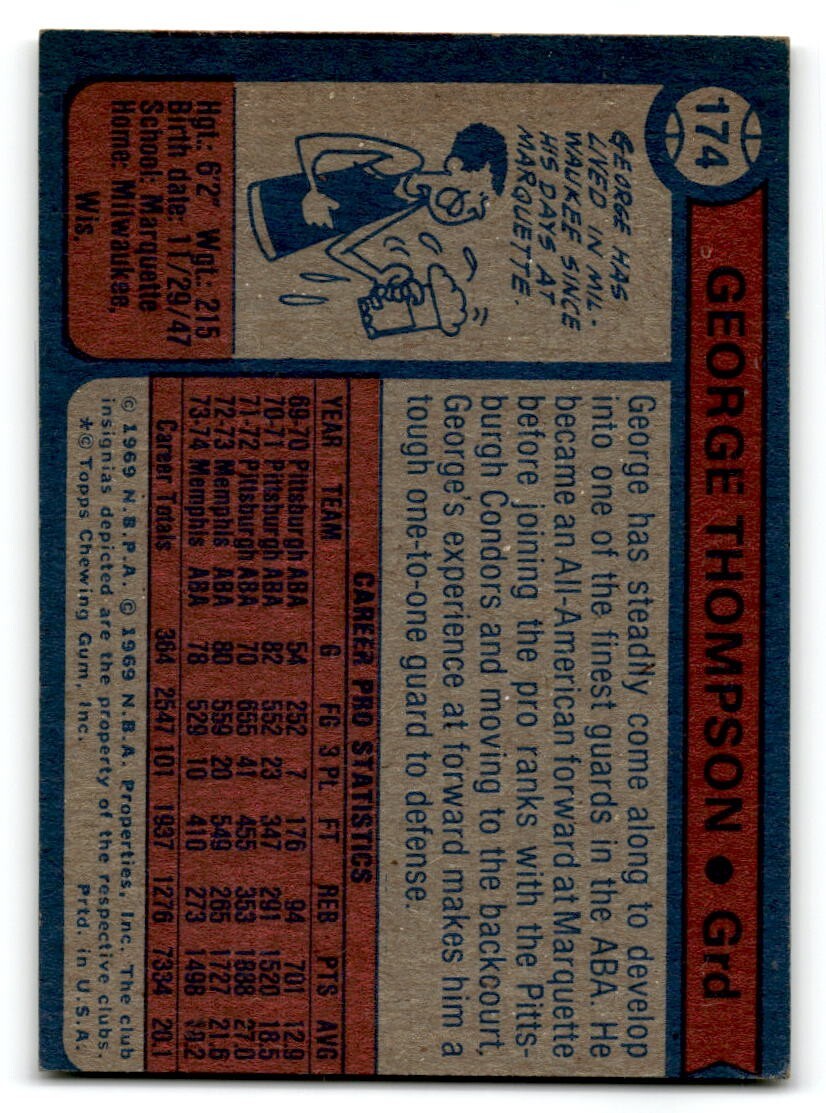 174
GEORGE THOMPSON • Grd
GEORGE HAS
LIVED IN MIL-
WAUKEE SINCE
HIS DAYS AT
MARQUETTE.
Hgt.: 6'2" Wgt.: 215
Birth date: 11/29/47
School: Marquette
Home: Milwaukee,
Wis.
George has steadily come along to develop
into one of the finest guards in the ABA. He
became an All-American forward at Marquette
before joining the pro ranks with the Pitts-
burgh Condors and moving to the backcourt,
George's experience at forward makes him a
tough one-to-one guard to defense.
CAREER PRO STATISTICS
YEAR TEAM G FG 3 Pt. FT REB PTS AVG
69-70 Pittsburgh ABA 54 252 7 176 94 701 12.9
70-71 Pittsburgh ABA 82 552 23 347 291 1520 18.5
71-72 Pittsburgh ABA 70 655 41 455 353 1888 27.0
72-73 Memphis ABA 80 559 20 549 265 1727 21.6
73-74 Memphis ABA 78 529 10 410 273 1498 19.2
Career Totals 364 2547 101 1937 1276 7334 20.1
© 1969 N.B.P.A. © 1969 N.B.A. Properties, Inc. The club
insignias depicted are the property of the respective clubs.
*© Topps Chewing Gum, Inc. Prtd. in U.S.A.